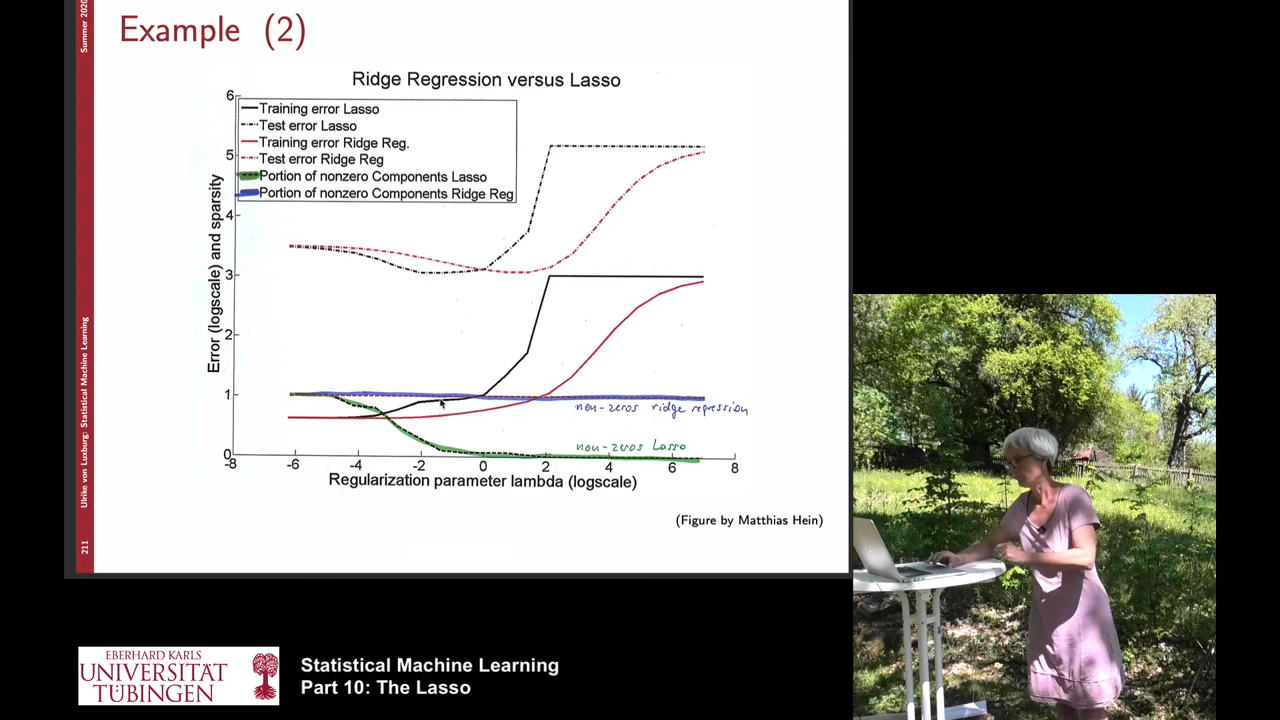 Summer 2020
Ulrike von Luxburg: Statistical Machine Learning
211
Example (2)
Ridge Regression versus Lasso
Training error Lasso
Test error Lasso
Training error Ridge Reg.
Test error Ridge Reg
Portion of nonzero Components Lasso
Portion of nonzero Components Ridge Reg
Error (logscale) and sparsity
6
5
4
3
2
1
0
non-zeros ridge regression
non-zeros Lasso
-8 -6 -4 -2 0 2 4 6 8
Regularization parameter lambda (logscale)
(Figure by Matthias Hein)
EBERHARD KARLS
UNIVERSITÄT
TÜBINGEN
Statistical Machine Learning
Part 10: The Lasso